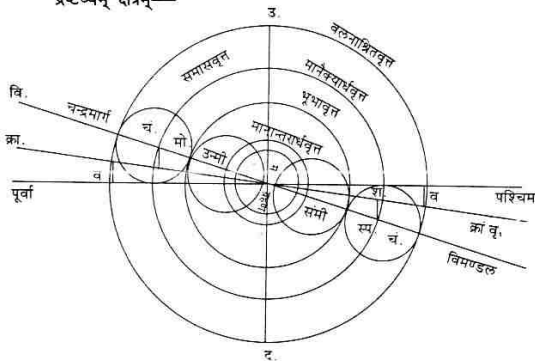 द्रष्टव्यम् क्षेत्रम्—
उ.
वलनाश्रितवृत्त
समासवृत्त
मानैक्यार्धवृत्त
भूभावृत्त
वि.
चन्द्रमार्ग
मानान्तरार्धवृत्त
चं.
मो.
क्रा.
उन्मी
व
पूर्वा
संमी
श.
व
पश्चिम
स्प.
चं.
क्रां वृ.
विमण्डल
द.